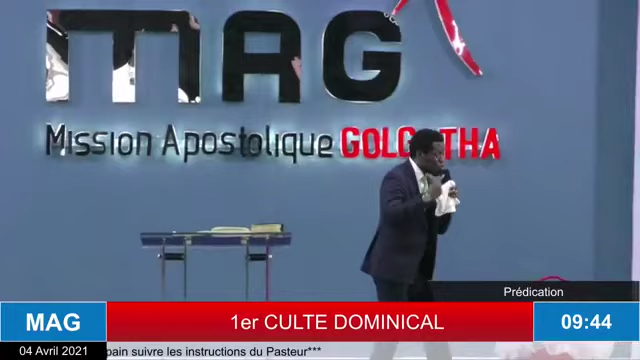 MAG
Mission Apostolique GOLGOTHA
Prédication
MAG
1er CULTE DOMINICAL
09:44
04 Avril 2021
pain suivre les instructions du Pasteur***